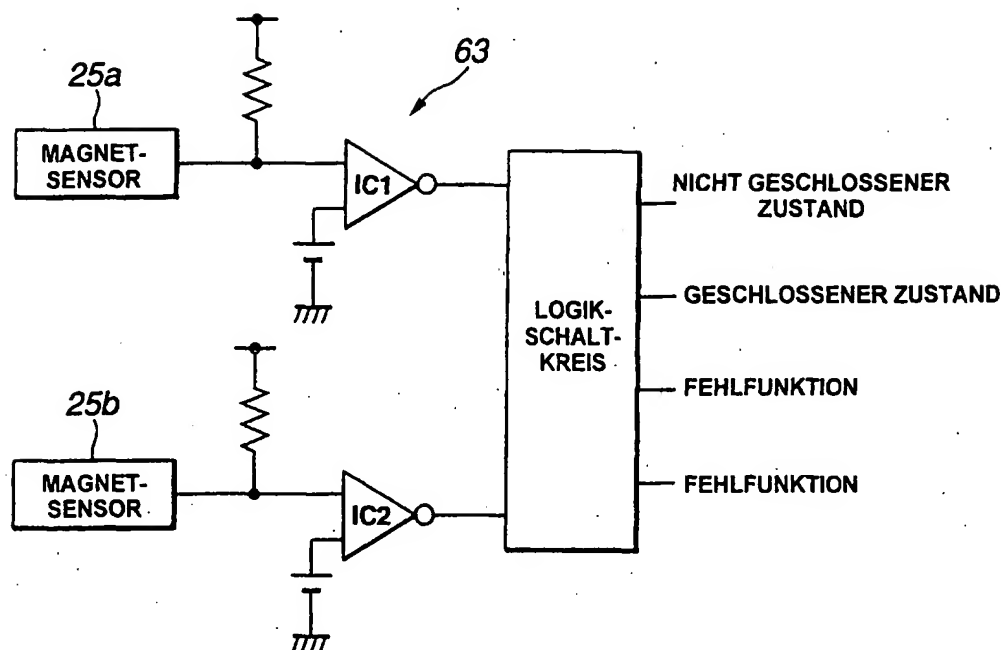 63
25a
MAGNET-
SENSOR
IC1
NICHT GESCHLOSSENER
ZUSTAND
GESCHLOSSENER ZUSTAND
LOGIK-
SCHALT-
KREIS
FEHLFUNKTION
25b
MAGNET-
SENSOR
IC2
FEHLFUNKTION